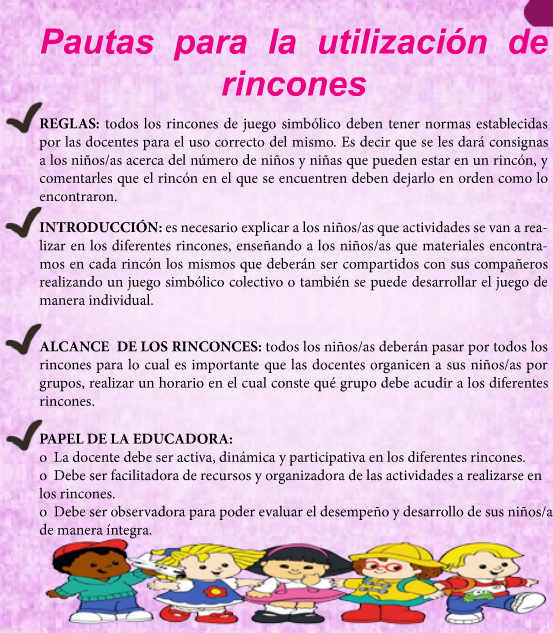 Pautas para la utilización de
rincones
REGLAS: todos los rincones de juego simbólico deben tener normas establecidas
por las docentes para el uso correcto del mismo. Es decir que se les dará consignas
a los niños/as acerca del número de niños y niñas que pueden estar en un rincón, y
comentarles que el rincón en el que se encuentren deben dejarlo en orden como lo
encontraron.
INTRODUCCIÓN: es necesario explicar a los niños/as que actividades se van a rea-
lizar en los diferentes rincones, enseñando a los niños/as que materiales encontra-
mos en cada rincón los mismos que deberán ser compartidos con sus compañeros
realizando un juego simbólico colectivo o también se puede desarrollar el juego de
manera individual.
ALCANCE DE LOS RINCONCES: todos los niños/as deberán pasar por todos los
rincones para lo cual es importante que las docentes organicen a sus niños/as por
grupos, realizar un horario en el cual conste qué grupo debe acudir a los diferentes
rincones.
PAPEL DE LA EDUCADORA:
o La docente debe ser activa, dinámica y participativa en los diferentes rincones.
o Debe ser facilitadora de recursos y organizadora de las actividades a realizarse en
los rincones.
o Debe ser observadora para poder evaluar el desempeño y desarrollo de sus niños/a
de manera íntegra.